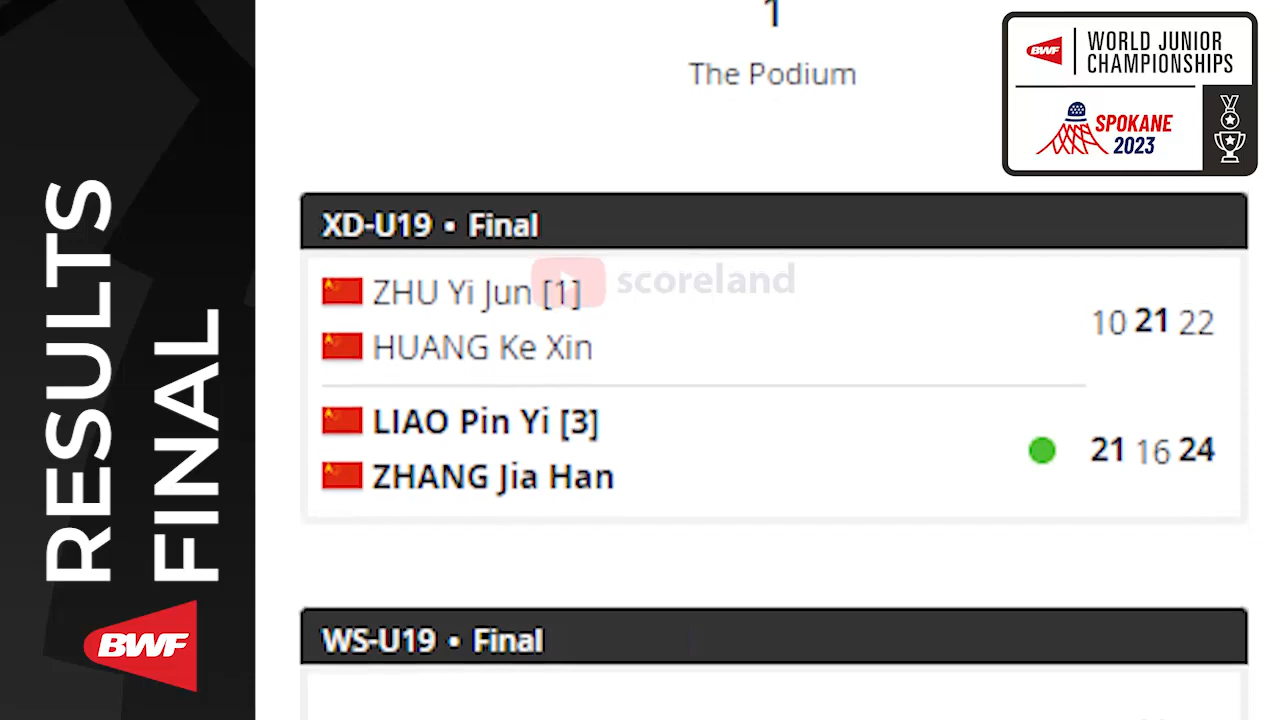 RESULTS
FINAL
BWF
1
The Podium
BWF
WORLD JUNIOR
CHAMPIONSHIPS
SPOKANE
2023
XD-U19 • Final
scoreland
ZHU Yi Jun [1]
HUANG Ke Xin
10 21 22
LIAO Pin Yi [3]
ZHANG Jia Han
21 16 24
WS-U19 • Final